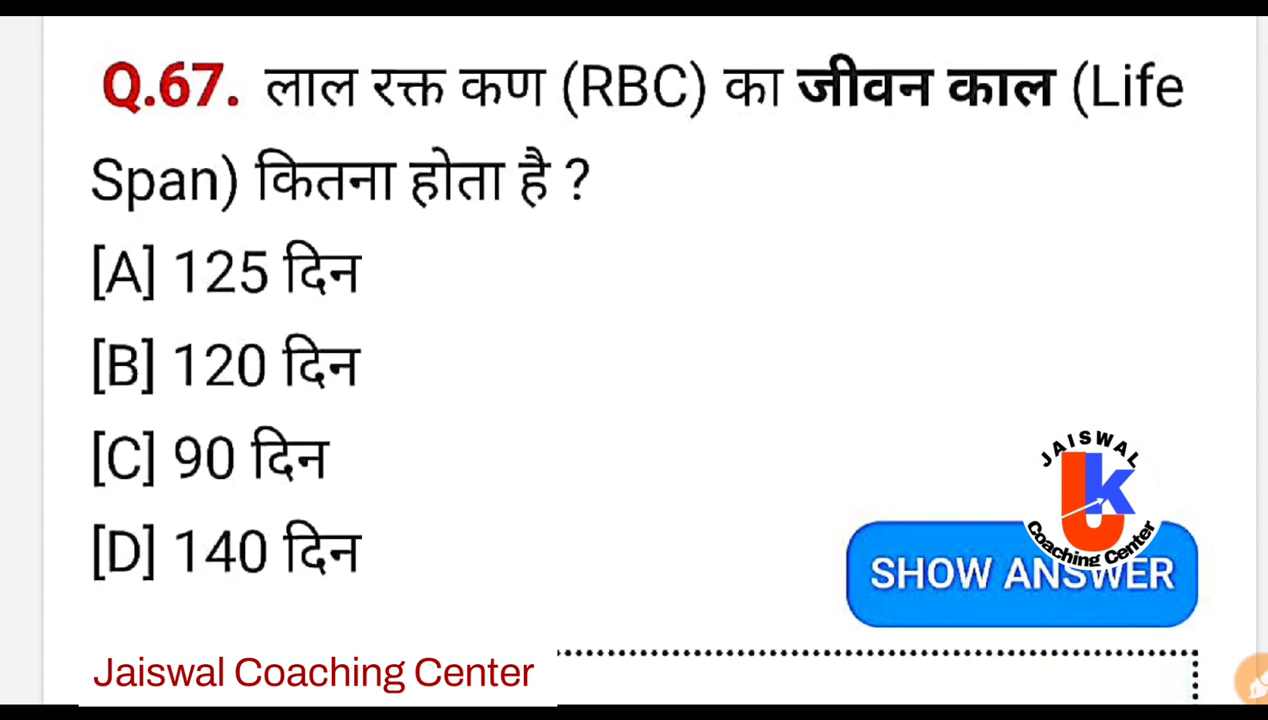 Q.67. लाल रक्त कण (RBC) का जीवन काल (Life
Span) कितना होता है ?
[A] 125 दिन
[B] 120 दिन
[C] 90 दिन
[D] 140 दिन
JAISWAL
Jk
Coaching Center
SHOW ANSWER
Jaiswal Coaching Center